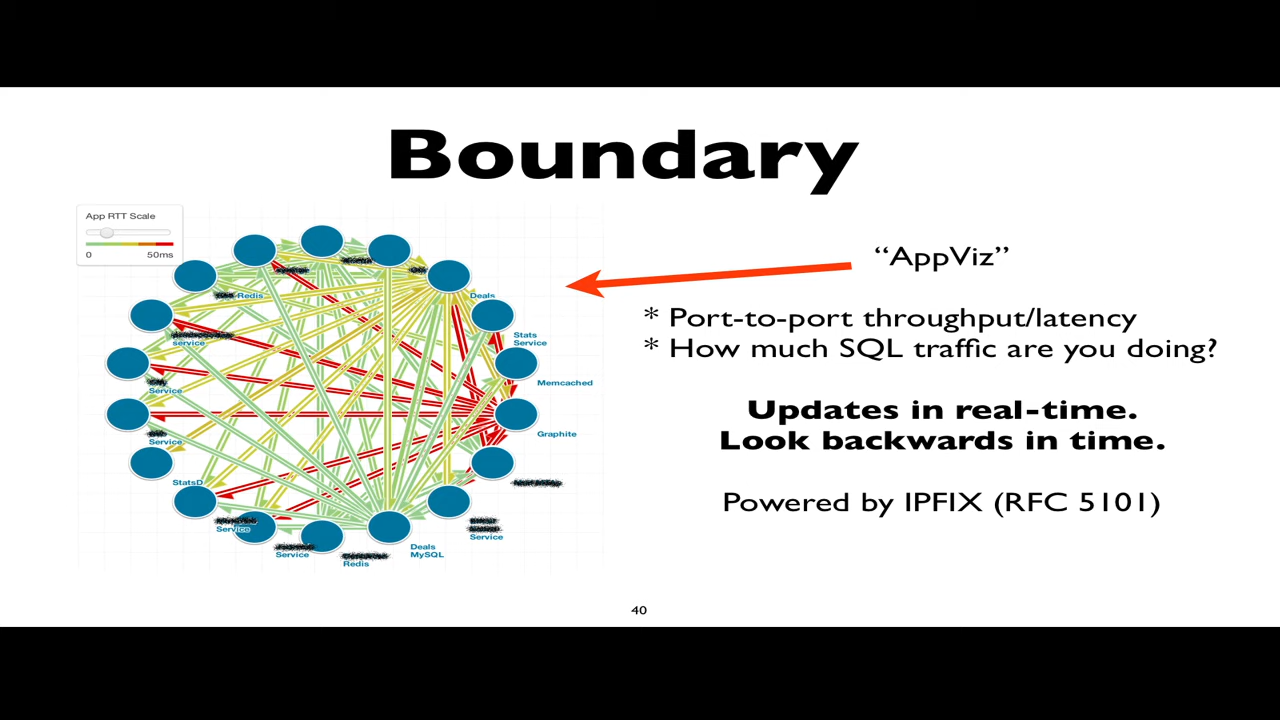 Boundary
App RTT Scale
0 50ms
"AppViz"
* Port-to-port throughput/latency
* How much SQL traffic are you doing?
Updates in real-time.
Look backwards in time.
Powered by IPFIX (RFC 5101)
Redis
Deals
Stats
Service
service
Memcached
Service
Graphite
Service
StatsD
Service
Service
Service
Deals
MySQL
Redis
40